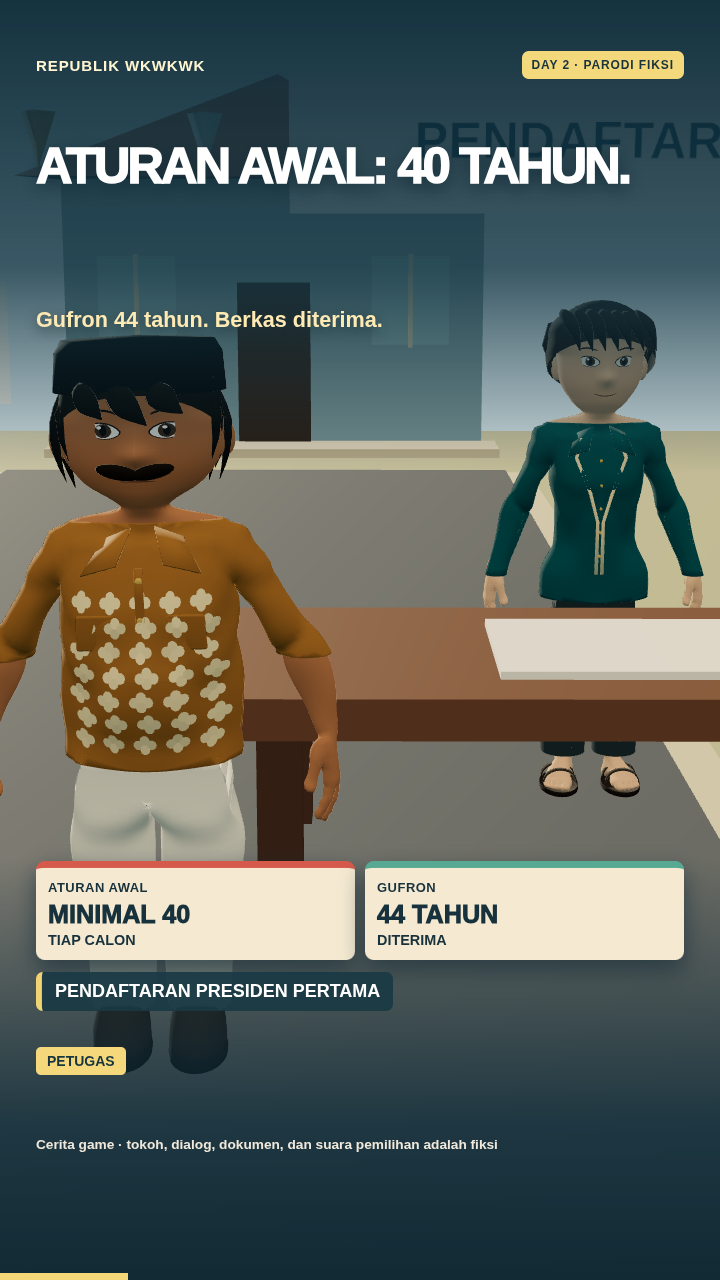 REPUBLIK WKWKWK
DAY 2 · PARODI FIKSI
PENDAFTAR
ATURAN AWAL: 40 TAHUN.
Gufron 44 tahun. Berkas diterima.
ATURAN AWAL
MINIMAL 40
TIAP CALON
GUFRON
44 TAHUN
DITERIMA
PENDAFTARAN PRESIDEN PERTAMA
PETUGAS
Cerita game · tokoh, dialog, dokumen, dan suara pemilihan adalah fiksi